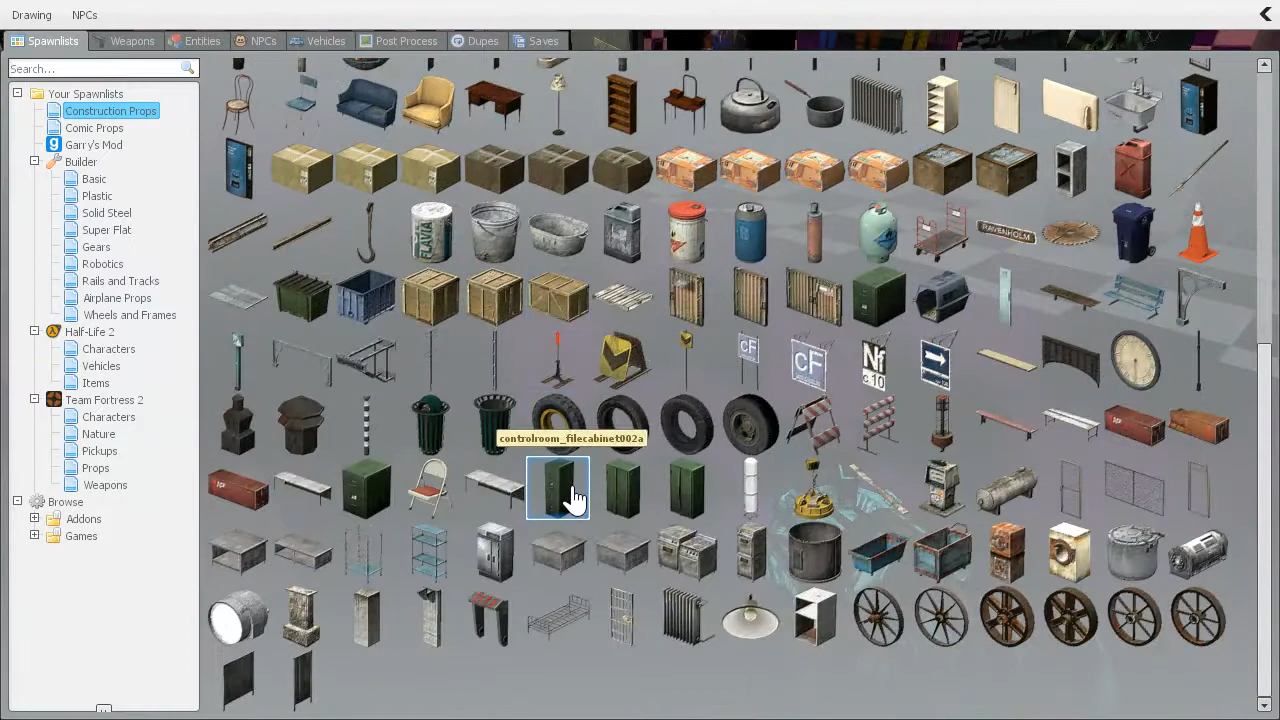 Drawing NPCs
Spawnlists Weapons Entities NPCs Vehicles Post Process Dupes Saves
Search...
Your Spawnlists
Construction Props
Comic Props
Garry's Mod
Builder
Basic
Plastic
Solid Steel
Super Flat
Gears
Robotics
Rails and Tracks
Airplane Props
Wheels and Frames
Half-Life 2
Characters
Vehicles
Items
Team Fortress 2
Characters
Nature
Pickups
Props
Weapons
Browse
Addons
Games
FLAVIA
RAVENHOLM
cF
cF
Nf
c 10
controlroom_filecabinet002a